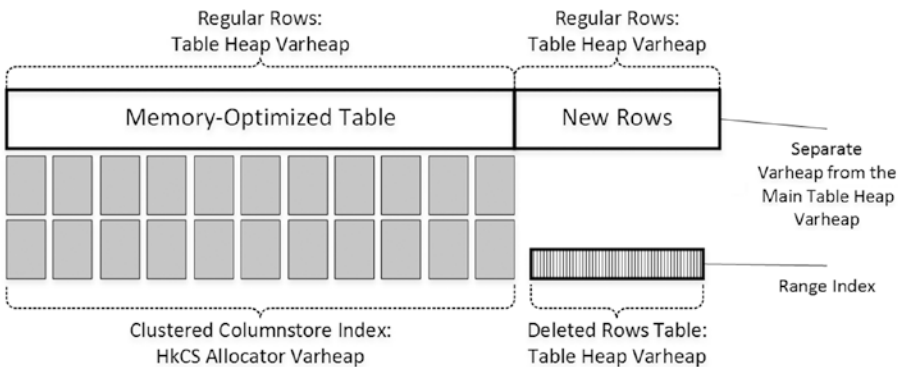 Regular Rows:
Table Heap Varheap
Regular Rows:
Table Heap Varheap
Memory-Optimized Table
New Rows
Separate
Varheap from the
Main Table Heap
Varheap
Range Index
Clustered Columnstore Index:
HkCS Allocator Varheap
Deleted Rows Table:
Table Heap Varheap